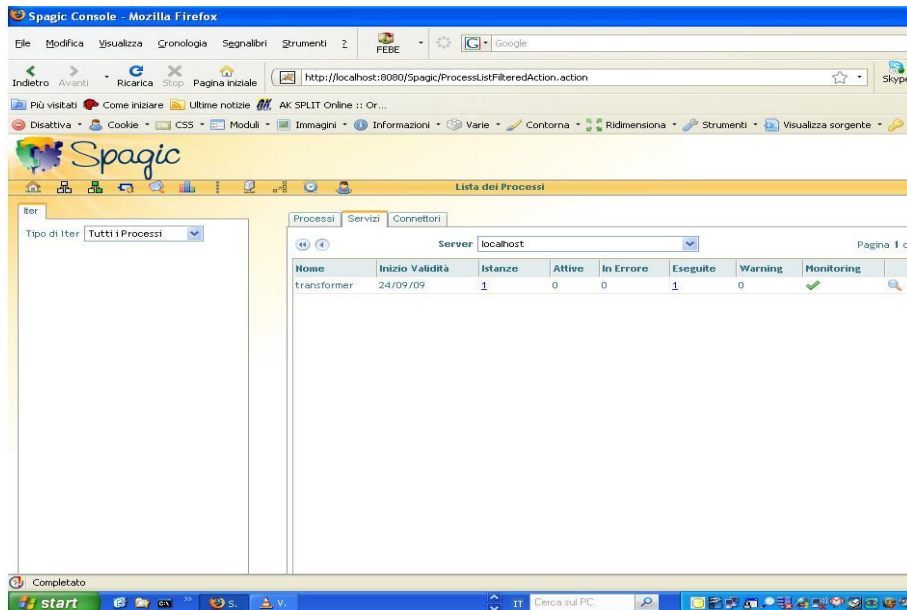 Spagic Console - Mozilla Firefox
File Modifica Visualizza Cronologia Segnalibri Strumenti ? FEBE Google
Indietro Avanti Ricarica Stop Pagina iniziale http://localhost:8080/Spagic/ProcessListFilteredAction.action Skype
Più visitati Come iniziare Ultime notizie AK SPLIT Online :: Or...
Disattiva Cookie CSS Moduli Immagini Informazioni Varie Contorna Ridimensiona Strumenti Visualizza sorgente
Spagic
Lista dei Processi
Iter
Tipo di Iter Tutti i Processi
Processi Servizi Connettori
Server localhost Pagina 1
Nome Inizio Validità Istanze Attive In Errore Eseguite Warning Monitoring
transformer 24/09/09 1 0 0 1 0
Completato
start S. V. IT Cerca sul PC